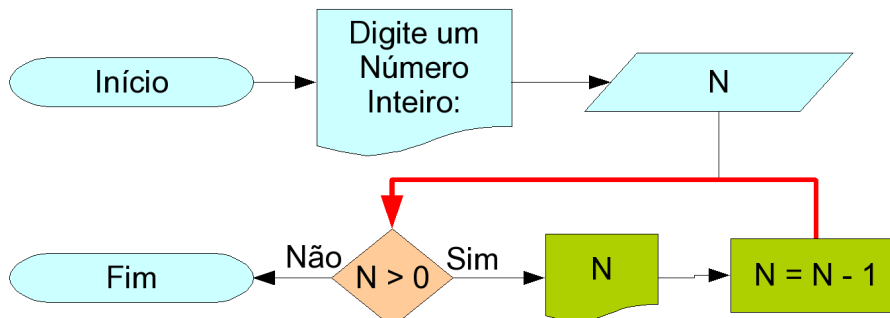 Início
Digite um
Número
Inteiro:
N
Fim
Não
N > 0
Sim
N
N = N - 1